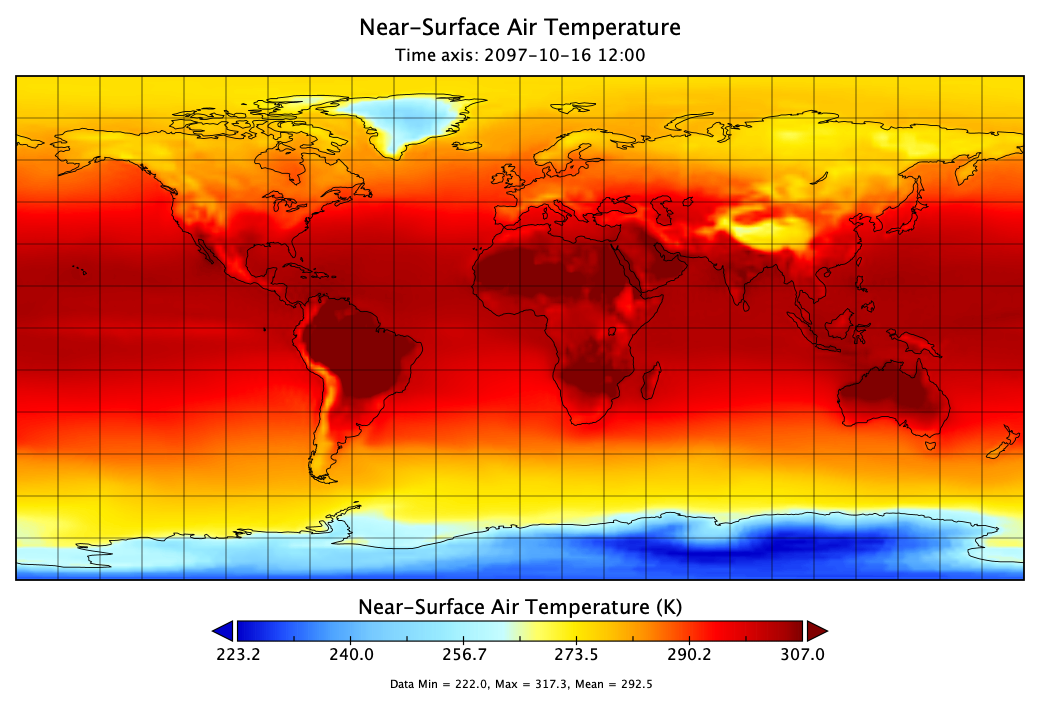 Near-Surface Air Temperature
Time axis: 2097-10-16 12:00
Near-Surface Air Temperature (K)
223.2 240.0 256.7 273.5 290.2 307.0
Data Min = 222.0, Max = 317.3, Mean = 292.5